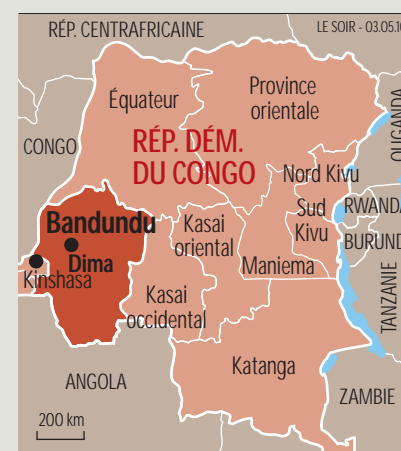 RÉP. CENTRAFRICAINE
LE SOIR - 03.05.1
Équateur
Province
orientale
OUGANDA
CONGO
RÉP. DÉM.
DU CONGO
Nord Kivu
Sud
Kivu
RWANDA
Bandundu
Kasai
oriental
BURUND
Dima
Maniema
Kinshasa
Kasai
occidental
TANZANIE
Katanga
ANGOLA
ZAMBIE
200 km